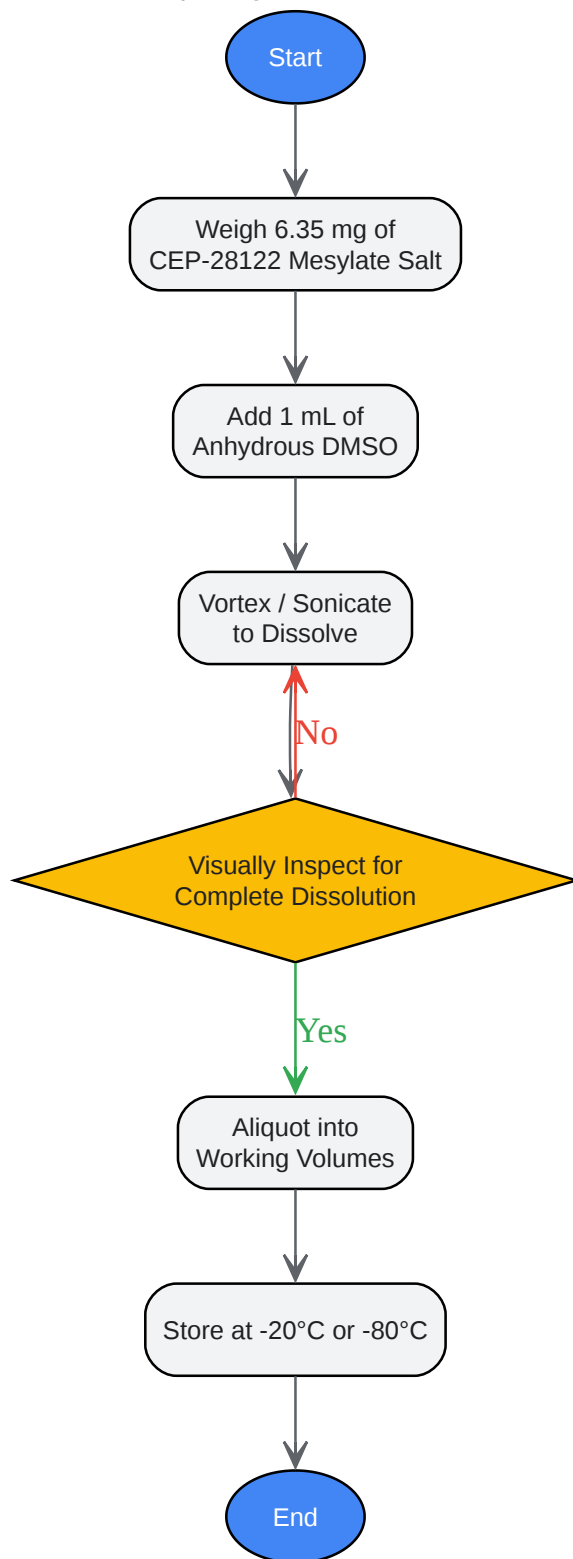 Start
Weigh 6.35 mg of
CEP-28122 Mesylate Salt
Add 1 mL of
Anhydrous DMSO
Vortex / Sonicate
to Dissolve
No
Visually Inspect for
Complete Dissolution
Yes
Aliquot into
Working Volumes
Store at -20°C or -80°C
End